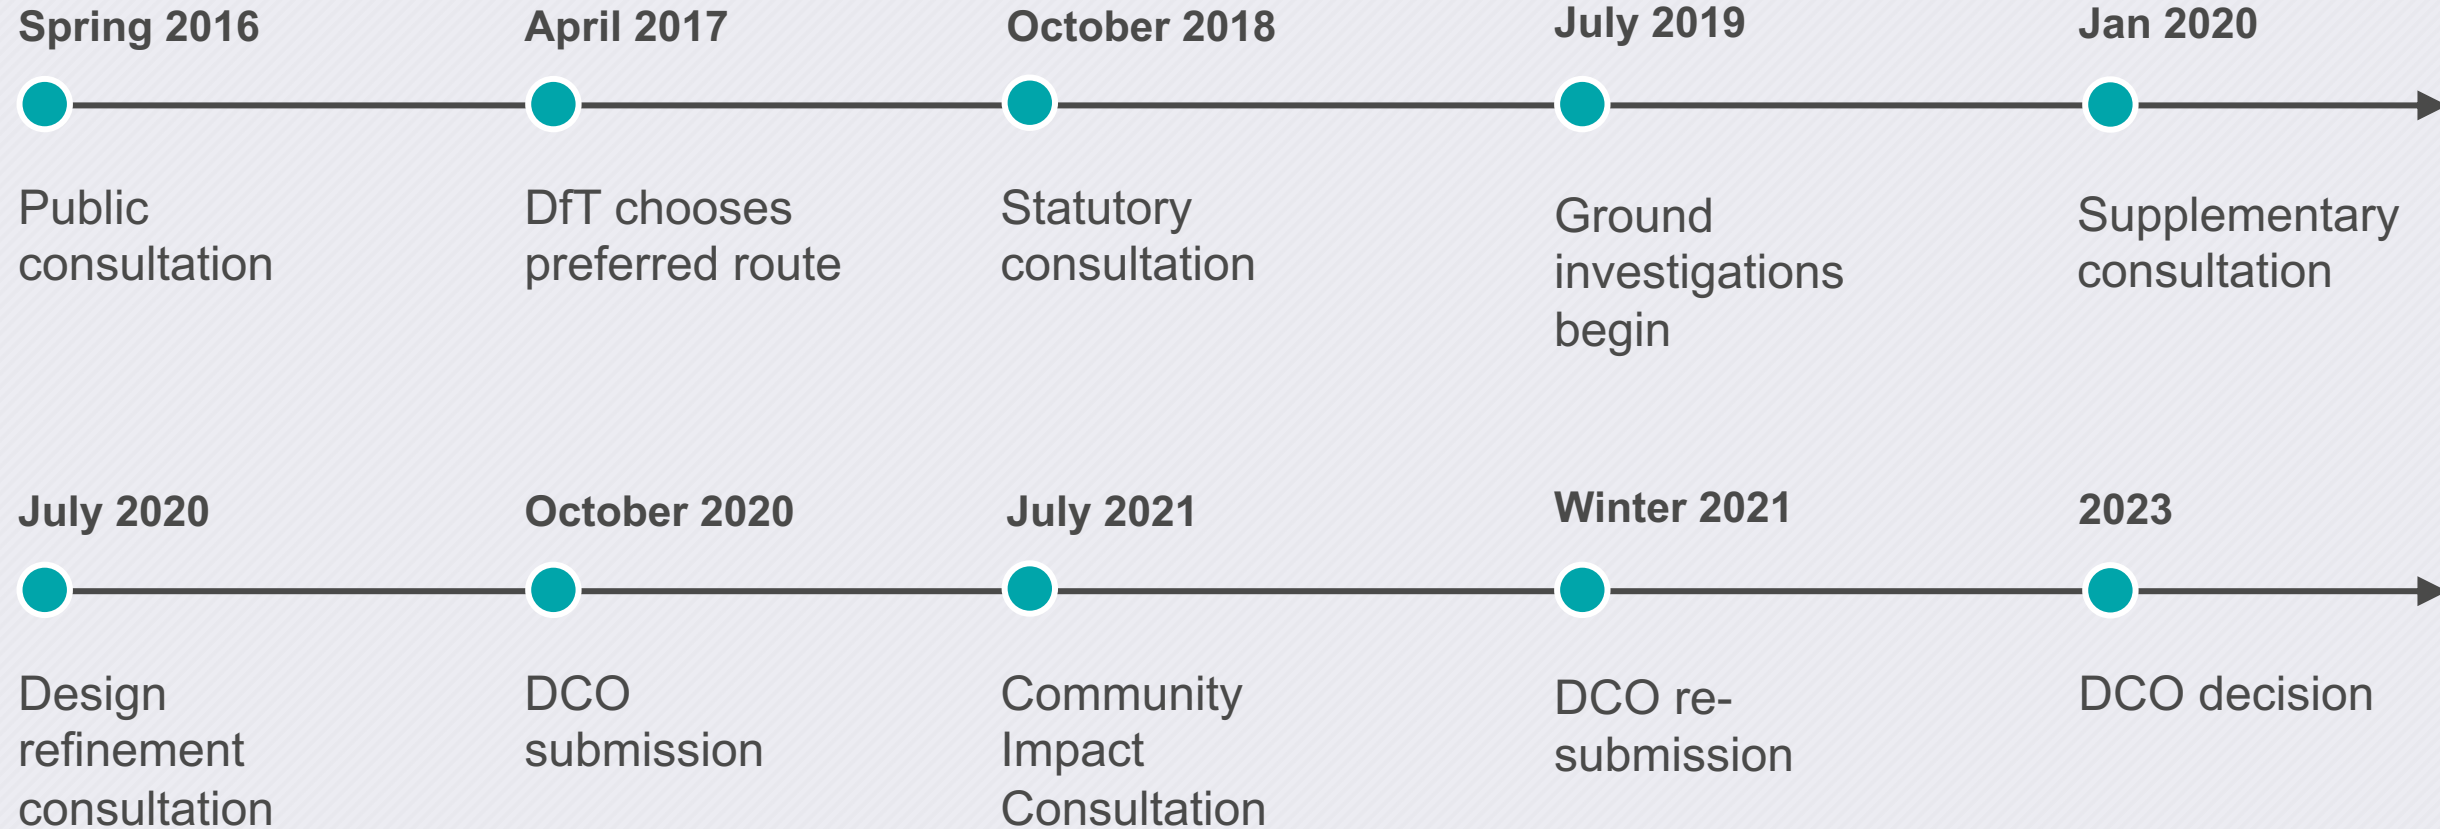 Spring 2016
April 2017
October 2018
July 2019
Jan 2020
Public
consultation
DfT chooses
preferred route
Statutory
consultation
Ground
investigations
begin
Supplementary
consultation
July 2020
October 2020
July 2021
Winter 2021
2023
Design
refinement
consultation
DCO
submission
Community
Impact
Consultation
DCO re-
submission
DCO decision